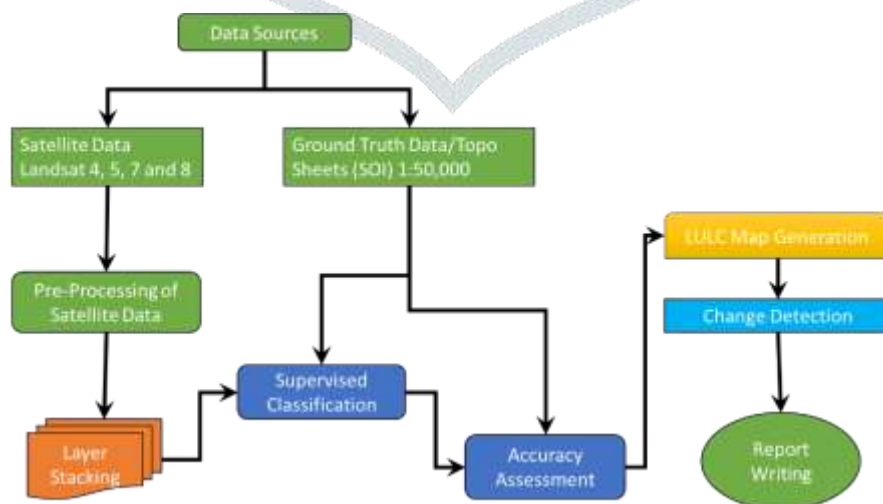 Data Sources
Satellite Data
Landsat 4, 5, 7 and 8
Ground Truth Data/Topo
Sheets (SOI) 1:50,000
Pre-Processing of
Satellite Data
Layer
Stacking
Supervised
Classification
Accuracy
Assessment
LULC Map Generation
Change Detection
Report
Writing